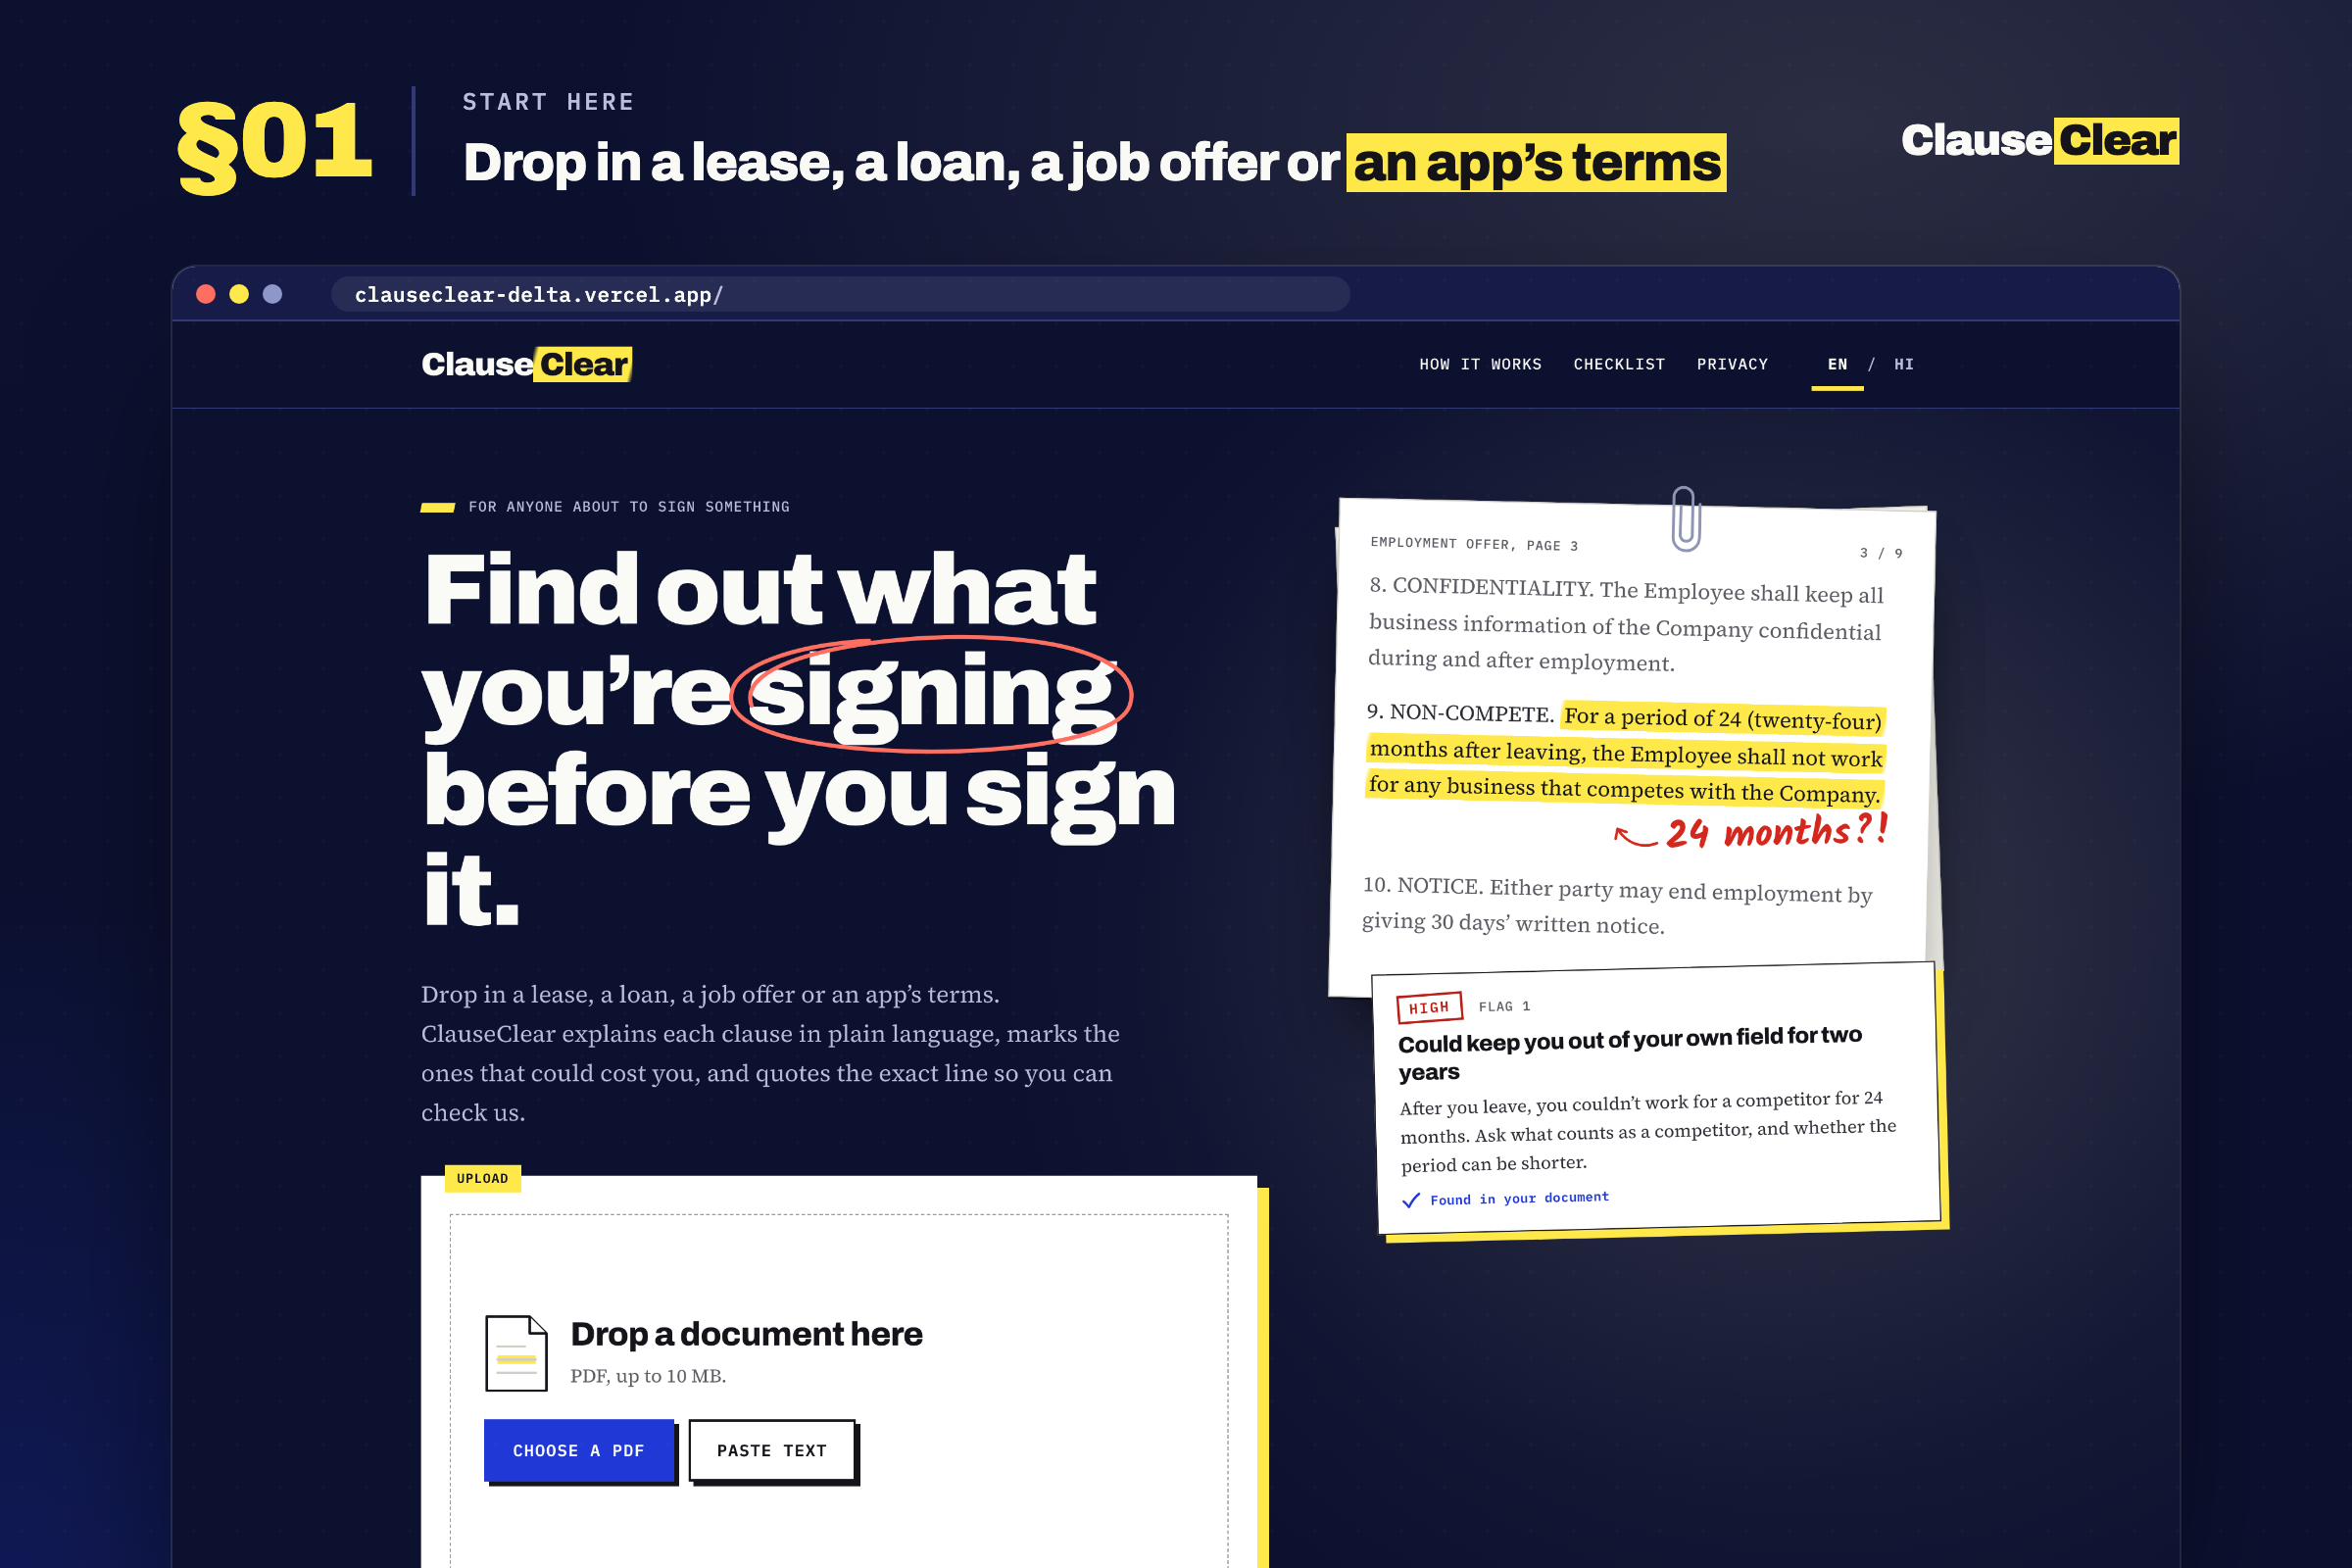 §01
START HERE
Drop in a lease, a loan, a job offer or an app’s terms
ClauseClear
clauseclear-delta.vercel.app/
ClauseClear
HOW IT WORKS CHECKLIST PRIVACY EN / HI
FOR ANYONE ABOUT TO SIGN SOMETHING
Find out what
you’re signing
before you sign
it.
Drop in a lease, a loan, a job offer or an app’s terms.
ClauseClear explains each clause in plain language, marks the
ones that could cost you, and quotes the exact line so you can
check us.
UPLOAD
Drop a document here
PDF, up to 10 MB.
CHOOSE A PDF PASTE TEXT
EMPLOYMENT OFFER, PAGE 3 3 / 9
8. CONFIDENTIALITY. The Employee shall keep all
business information of the Company confidential
during and after employment.
9. NON-COMPETE. For a period of 24 (twenty-four)
months after leaving, the Employee shall not work
for any business that competes with the Company.
24 months?!
10. NOTICE. Either party may end employment by
giving 30 days’ written notice.
HIGH FLAG 1
Could keep you out of your own field for two
years
After you leave, you couldn’t work for a competitor for 24
months. Ask what counts as a competitor, and whether the
period can be shorter.
Found in your document